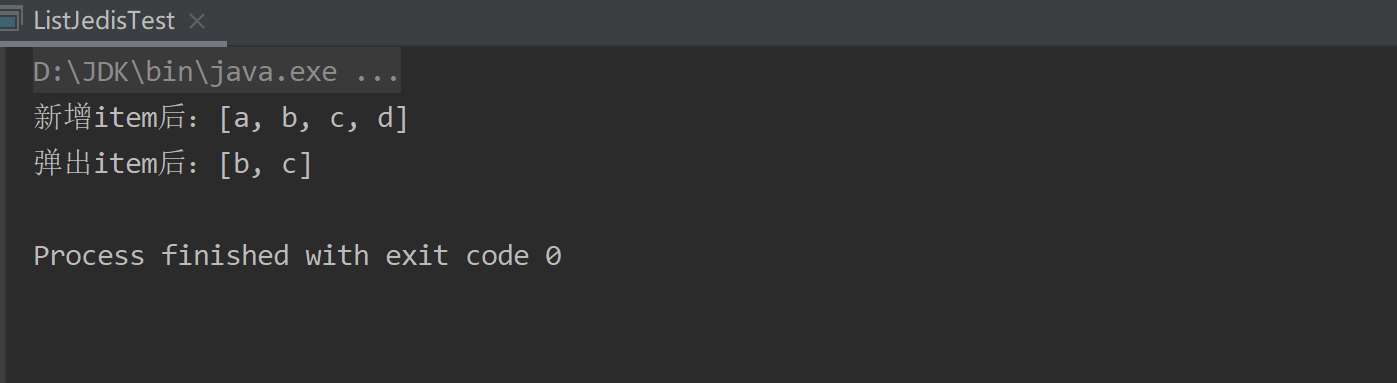 ListJedisTest
D:\JDK\bin\java.exe ...
新增item后：[a, b, c, d]
弹出item后：[b, c]
Process finished with exit code 0